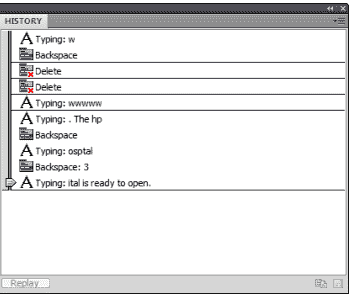 HISTORY
Typing: w
Backspace
Delete
Delete
Typing: wwwww
Typing: . The hp
Backspace
Typing: osptal
Backspace: 3
Typing: ital is ready to open.
Replay